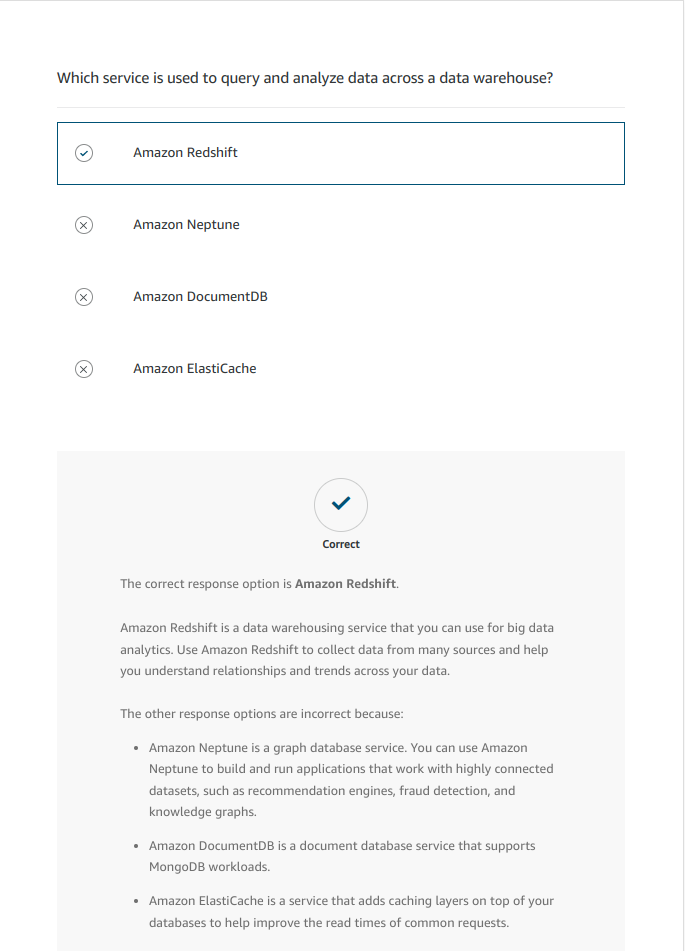 Which service is used to query and analyze data across a data warehouse?
Amazon Redshift
Amazon Neptune
Amazon DocumentDB
Amazon ElastiCache
Correct
The correct response option is Amazon Redshift.
Amazon Redshift is a data warehousing service that you can use for big data
analytics. Use Amazon Redshift to collect data from many sources and help
you understand relationships and trends across your data.
The other response options are incorrect because:
• Amazon Neptune is a graph database service. You can use Amazon
Neptune to build and run applications that work with highly connected
datasets, such as recommendation engines, fraud detection, and
knowledge graphs.
• Amazon DocumentDB is a document database service that supports
MongoDB workloads.
• Amazon ElastiCache is a service that adds caching layers on top of your
databases to help improve the read times of common requests.